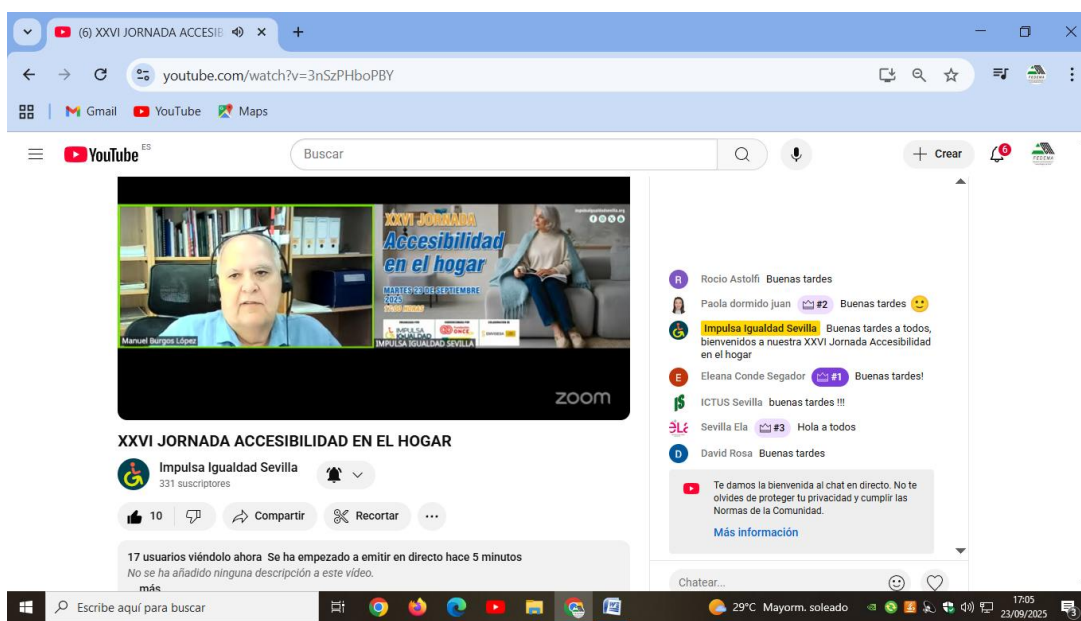 (6) XXVI JORNADA ACCESIB
youtube.com/watch?v=3nSzPHboPBY
Gmail YouTube Maps
YouTube ES
Buscar
Crear
6
XXVI JORNADA
Accesibilidad
en el hogar
MARTES 23 DE SEPTIEMBRE
2025
17:00 HORAS
Manuel Burgos López
IMPULSA IGUALDAD SEVILLA
zoom
XXVI JORNADA ACCESIBILIDAD EN EL HOGAR
Impulsa Igualdad Sevilla
331 suscriptores
10 Compartir Recortar
17 usuarios viéndolo ahora Se ha empezado a emitir en directo hace 5 minutos
No se ha añadido ninguna descripción a este vídeo.
...más
R Rocio Astolfi Buenas tardes
Paola dormido juan #2 Buenas tardes
Impulsa Igualdad Sevilla Buenas tardes a todos,
bienvenidos a nuestra XXVI Jornada Accesibilidad
en el hogar
E Eleana Conde Segador #1 Buenas tardes!
ICTUS Sevilla buenas tardes !!!
Sevilla Ela #3 Hola a todos
D David Rosa Buenas tardes
Te damos la bienvenida al chat en directo. No te
olvides de proteger tu privacidad y cumplir las
Normas de la Comunidad.
Más información
Chatear...
Escribe aquí para buscar
29°C Mayorm. soleado
17:05
23/09/2025
3